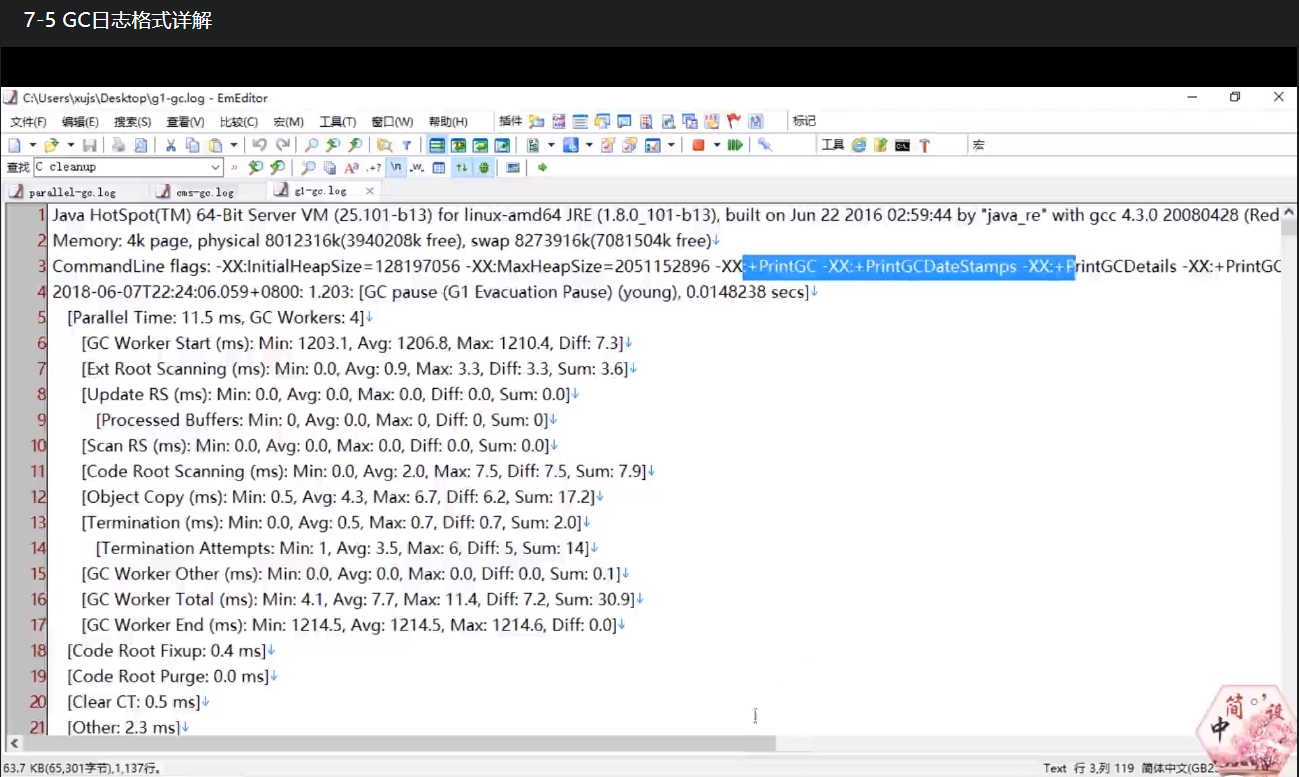 7-5 GC日志格式详解
C:\Users\xujs\Desktop\g1-gc.log - EmEditor
文件(F) 编辑(E) 搜索(S) 查看(V) 比较(C) 宏(M) 工具(T) 窗口(W) 帮助(H) 插件 标记
工具 宏
查找 C cleanup
parallel-gc.log cms-gc.log g1-gc.log
1 Java HotSpot(TM) 64-Bit Server VM (25.101-b13) for linux-amd64 JRE (1.8.0_101-b13), built on Jun 22 2016 02:59:44 by "java_re" with gcc 4.3.0 20080428 (Red
2 Memory: 4k page, physical 8012316k(3940208k free), swap 8273916k(7081504k free)↓
3 CommandLine flags: -XX:InitialHeapSize=128197056 -XX:MaxHeapSize=2051152896 -XX:+PrintGC -XX:+PrintGCDateStamps -XX:+PrintGCDetails -XX:+PrintGC
4 2018-06-07T22:24:06.059+0800: 1.203: [GC pause (G1 Evacuation Pause) (young), 0.0148238 secs]↓
5 [Parallel Time: 11.5 ms, GC Workers: 4]↓
6 [GC Worker Start (ms): Min: 1203.1, Avg: 1206.8, Max: 1210.4, Diff: 7.3]↓
7 [Ext Root Scanning (ms): Min: 0.0, Avg: 0.9, Max: 3.3, Diff: 3.3, Sum: 3.6]↓
8 [Update RS (ms): Min: 0.0, Avg: 0.0, Max: 0.0, Diff: 0.0, Sum: 0.0]↓
9 [Processed Buffers: Min: 0, Avg: 0.0, Max: 0, Diff: 0, Sum: 0]↓
10 [Scan RS (ms): Min: 0.0, Avg: 0.0, Max: 0.0, Diff: 0.0, Sum: 0.0]↓
11 [Code Root Scanning (ms): Min: 0.0, Avg: 2.0, Max: 7.5, Diff: 7.5, Sum: 7.9]↓
12 [Object Copy (ms): Min: 0.5, Avg: 4.3, Max: 6.7, Diff: 6.2, Sum: 17.2]↓
13 [Termination (ms): Min: 0.0, Avg: 0.5, Max: 0.7, Diff: 0.7, Sum: 2.0]↓
14 [Termination Attempts: Min: 1, Avg: 3.5, Max: 6, Diff: 5, Sum: 14]↓
15 [GC Worker Other (ms): Min: 0.0, Avg: 0.0, Max: 0.0, Diff: 0.0, Sum: 0.1]↓
16 [GC Worker Total (ms): Min: 4.1, Avg: 7.7, Max: 11.4, Diff: 7.2, Sum: 30.9]↓
17 [GC Worker End (ms): Min: 1214.5, Avg: 1214.5, Max: 1214.6, Diff: 0.0]↓
18 [Code Root Fixup: 0.4 ms]↓
19 [Code Root Purge: 0.0 ms]↓
20 [Clear CT: 0.5 ms]↓
21 [Other: 2.3 ms]↓
中 简 设
63.7 KB(65,301字节),1,137行。 Text 行 3,列 119 简体中文(GB2